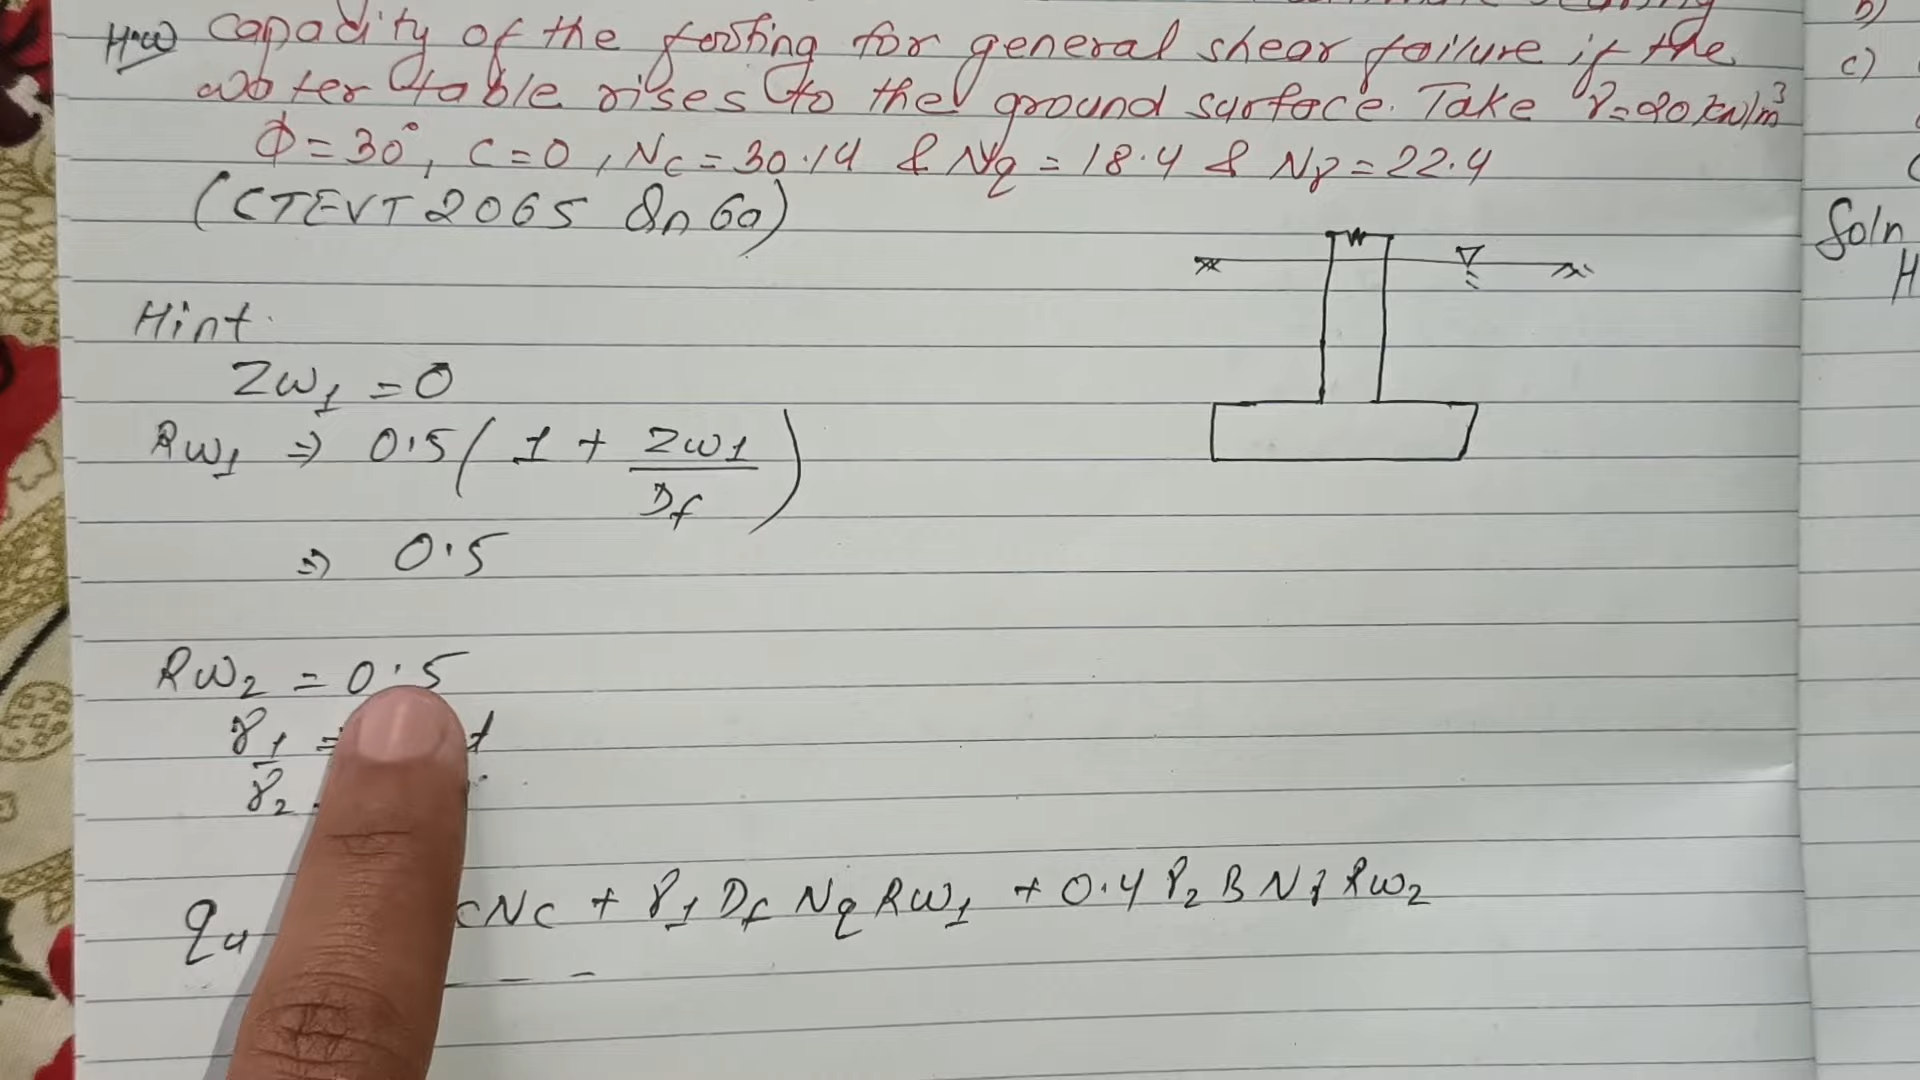 H.w capacity of the footing for general shear failure if the
water table rises to the ground surface. Take γ=20 kN/m³
Φ=30°, C=0, Nc=30.14 & Nq=18.4 & Nγ=22.4
(CTEVT 2065 Qn 6a)
Hint.
Zw1 = 0
Rw1 ⇒ 0.5(1 + Zw1/Df)
⇒ 0.5
Rw2 = 0.5
γ1 =
γ2
qu cNc + γ1 Df Nq Rw1 + 0.4 γ2 B Nγ Rw2
b)
c)
Soln
H